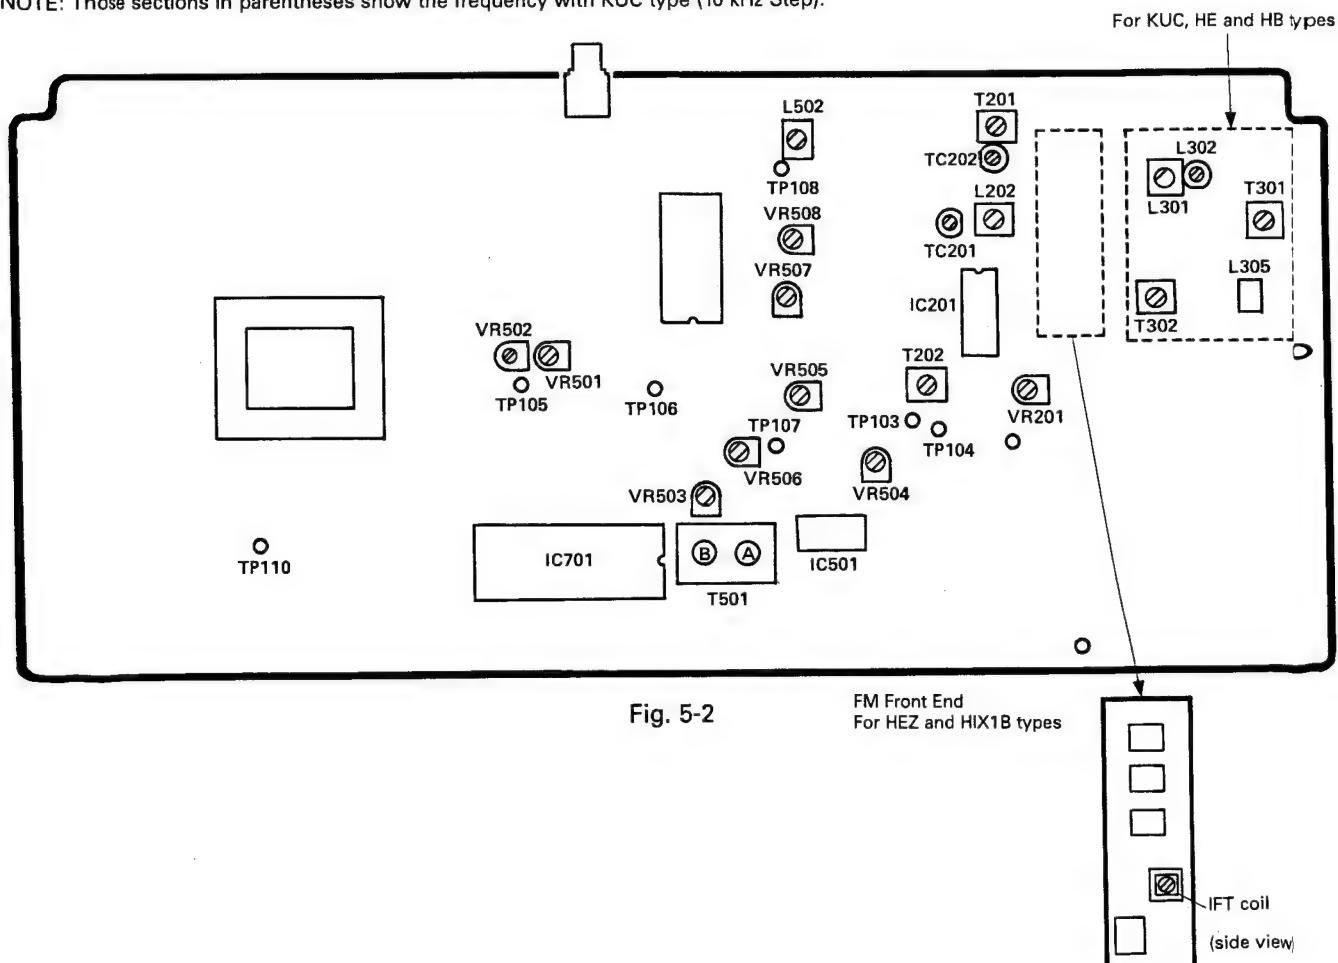 NOTE: Those sections in parentheses show the frequency with KUC type (10 kHz Step).
For KUC, HE and HB types
L502
T201
TC202
L302
TP108
L202
T301
L301
VR508
TC201
VR507
L305
IC201
T302
VR502
T202
VR501
VR505
TP105
TP106
TP103
VR201
TP107
TP104
VR506
VR503
VR504
IC701
B
A
IC501
TP110
T501
Fig. 5-2
FM Front End
For HEZ and HIX1B types
IFT coil
(side view)